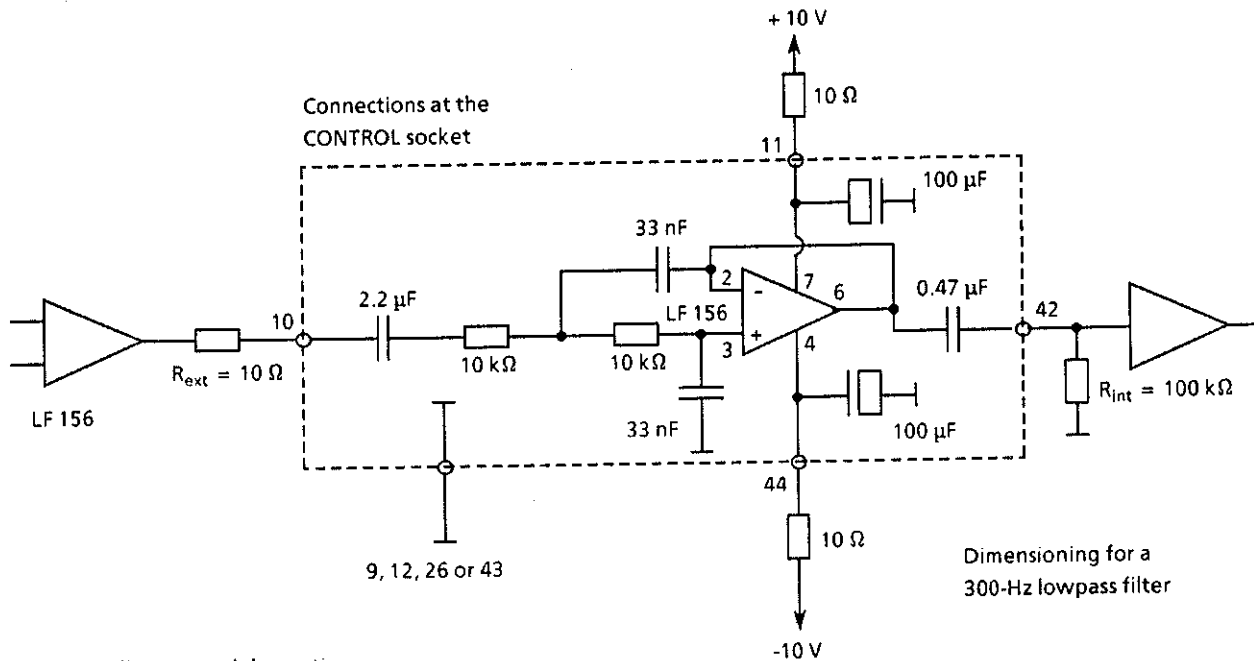 + 10 V
10 Ω
Connections at the
CONTROL socket
11
100 µF
33 nF
2
7
6
2.2 µF
0.47 µF
10
42
LF 156
-
+
3
4
10 kΩ
10 kΩ
R_ext = 10 Ω
R_int = 100 kΩ
LF 156
33 nF
100 µF
44
10 Ω
9, 12, 26 or 43
Dimensioning for a
300-Hz lowpass filter
-10 V